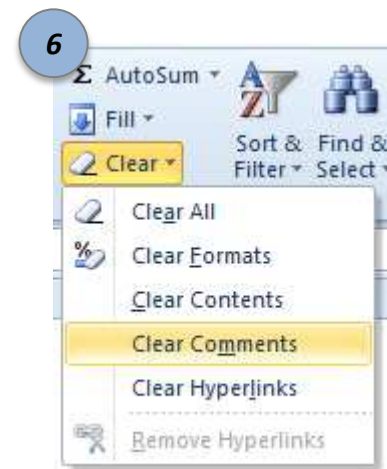 6
Σ AutoSum
Fill
Clear
Sort & Filter
Find & Select
Clear All
Clear Formats
Clear Contents
Clear Comments
Clear Hyperlinks
Remove Hyperlinks